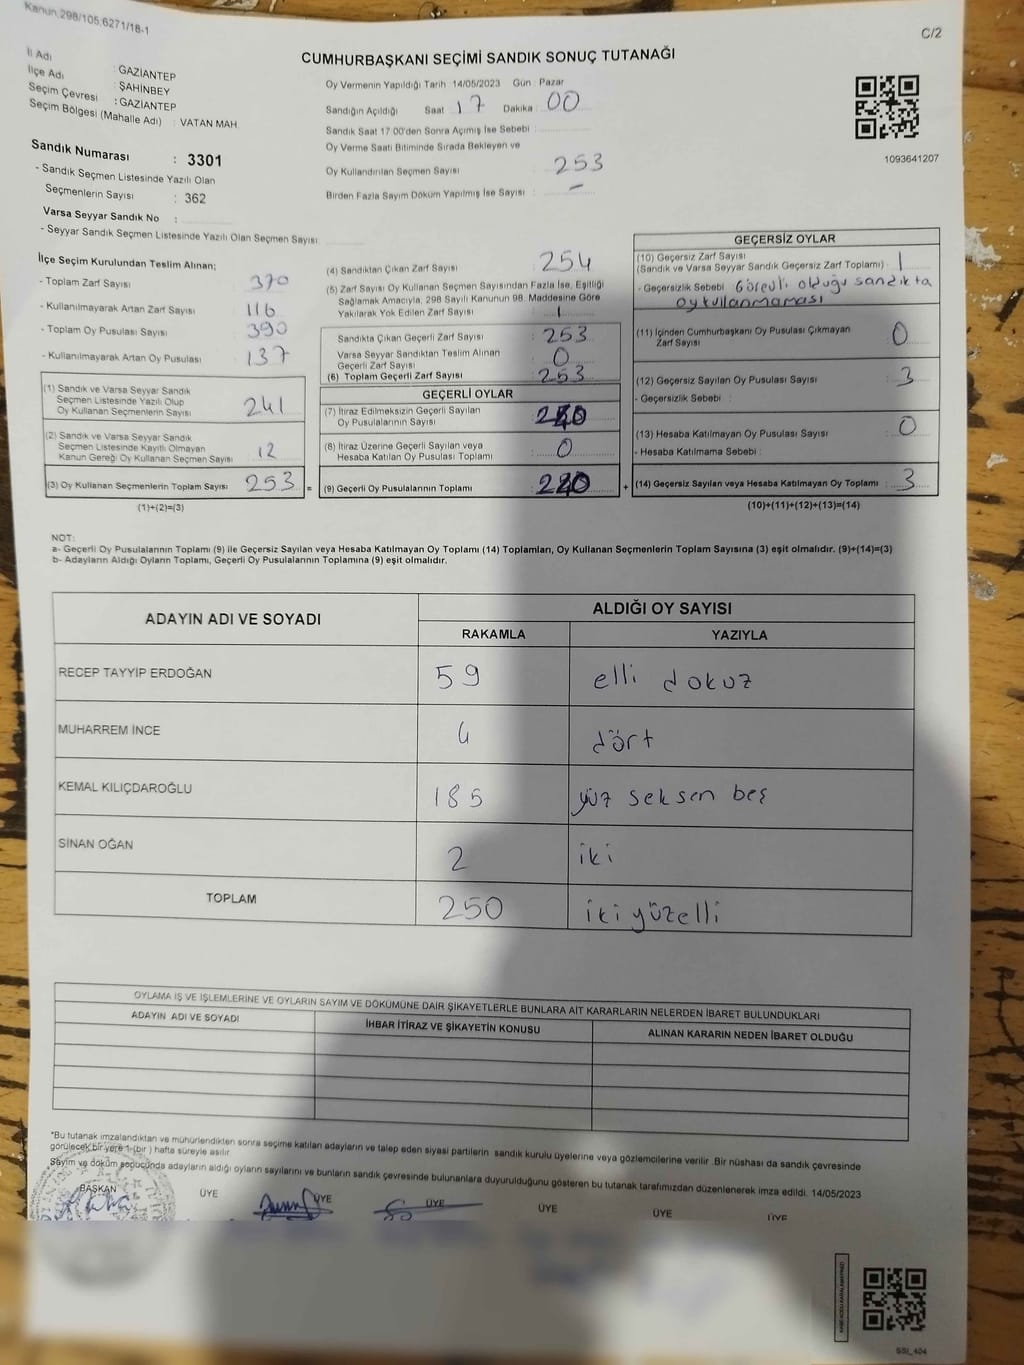 Kanun.298/105,6271/18-1
C/2
CUMHURBAŞKANI SEÇİMİ SANDIK SONUÇ TUTANAĞI
İl Adı : GAZİANTEP
İlçe Adı : ŞAHİNBEY
Seçim Çevresi : GAZİANTEP
Seçim Bölgesi (Mahalle Adı) : VATAN MAH.
Sandık Numarası : 3301
- Sandık Seçmen Listesinde Yazılı Olan
Seçmenlerin Sayısı : 362
Varsa Seyyar Sandık No :
- Seyyar Sandık Seçmen Listesinde Yazılı Olan Seçmen Sayısı:
Oy Vermenin Yapıldığı Tarih 14/05/2023 Gün : Pazar
Sandığın Açıldığı Saat 17 Dakika : 00
Sandık Saat 17:00'den Sonra Açılmış İse Sebebi :
Oy Verme Saati Bitiminde Sırada Bekleyen ve
Oy Kullandırılan Seçmen Sayısı : 253
Birden Fazla Sayım Döküm Yapılmış İse Sayısı : -
1093641207
İlçe Seçim Kurulundan Teslim Alınan;
- Toplam Zarf Sayısı : 370
- Kullanılmayarak Artan Zarf Sayısı : 116
- Toplam Oy Pusulası Sayısı : 390
- Kullanılmayarak Artan Oy Pusulası : 137
(1) Sandık ve Varsa Seyyar Sandık
Seçmen Listesinde Yazılı Olup
Oy Kullanan Seçmenlerin Sayısı : 241
(2) Sandık ve Varsa Seyyar Sandık
Seçmen Listesinde Kayıtlı Olmayan
Kanun Gereği Oy Kullanan Seçmen Sayısı : 12
(3) Oy Kullanan Seçmenlerin Toplam Sayısı : 253
(1)+(2)=(3)
(4) Sandıktan Çıkan Zarf Sayısı : 254
(5) Zarf Sayısı Oy Kullanan Seçmen Sayısından Fazla İse, Eşitliği
Sağlamak Amacıyla, 298 Sayılı Kanunun 98. Maddesine Göre
Yakılarak Yok Edilen Zarf Sayısı : 1
Sandıkta Çıkan Geçerli Zarf Sayısı : 253
Varsa Seyyar Sandıktan Teslim Alınan
Geçerli Zarf Sayısı : 0
(6) Toplam Geçerli Zarf Sayısı : 253
GEÇERLİ OYLAR
(7) İtiraz Edilmeksizin Geçerli Sayılan
Oy Pusulalarının Sayısı :
(8) İtiraz Üzerine Geçerli Sayılan veya
Hesaba Katılan Oy Pusulası Toplamı : 0
(9) Geçerli Oy Pusulalarının Toplamı :
GEÇERSİZ OYLAR
(10) Geçersiz Zarf Sayısı
(Sandık ve Varsa Seyyar Sandık Geçersiz Zarf Toplamı) : 1
- Geçersizlik Sebebi Görevli olduğu sandıkta
oy kullanmaması
(11) İçinden Cumhurbaşkanı Oy Pusulası Çıkmayan
Zarf Sayısı : 0
(12) Geçersiz Sayılan Oy Pusulası Sayısı : 3
- Geçersizlik Sebebi :
(13) Hesaba Katılmayan Oy Pusulası Sayısı : 0
- Hesaba Katılmama Sebebi :
(14) Geçersiz Sayılan veya Hesaba Katılmayan Oy Toplamı : 3
(10)+(11)+(12)+(13)=(14)
NOT:
a- Geçerli Oy Pusulalarının Toplamı (9) ile Geçersiz Sayılan veya Hesaba Katılmayan Oy Toplamı (14) Toplamları, Oy Kullanan Seçmenlerin Toplam Sayısına (3) eşit olmalıdır. (9)+(14)=(3)
b- Adayların Aldığı Oyların Toplamı, Geçerli Oy Pusulalarının Toplamına (9) eşit olmalıdır.
ADAYIN ADI VE SOYADI
ALDIĞI OY SAYISI
RAKAMLA YAZIYLA
RECEP TAYYİP ERDOĞAN 59 elli dokuz
MUHARREM İNCE 4 dört
KEMAL KILIÇDAROĞLU 185 yüz seksen beş
SİNAN OĞAN 2 iki
TOPLAM 250 iki yüzelli
OYLAMA İŞ VE İŞLEMLERİNE VE OYLARIN SAYIM VE DÖKÜMÜNE DAİR ŞİKAYETLERLE BUNLARA AİT KARARLARIN NELERDEN İBARET BULUNDUKLARI
ADAYIN ADI VE SOYADI İHBAR İTİRAZ VE ŞİKAYETİN KONUSU ALINAN KARARIN NEDEN İBARET OLDUĞU
*Bu tutanak imzalandıktan ve mühürlendikten sonra seçime katılan adayların ve talep eden siyasi partilerin sandık kurulu üyelerine veya gözlemcilerine verilir .Bir nüshası da sandık çevresinde
görülecek bir yere 1 (bir ) hafta süreyle asılır
Sayım ve döküm sonucunda adayların aldığı oyların sayılarını ve bunların sandık çevresinde bulunanlara duyurulduğunu gösteren bu tutanak tarafımızdan düzenlenerek imza edildi. 14/05/2023
BAŞKAN ÜYE ÜYE ÜYE ÜYE ÜYE ÜYE
SSI_404